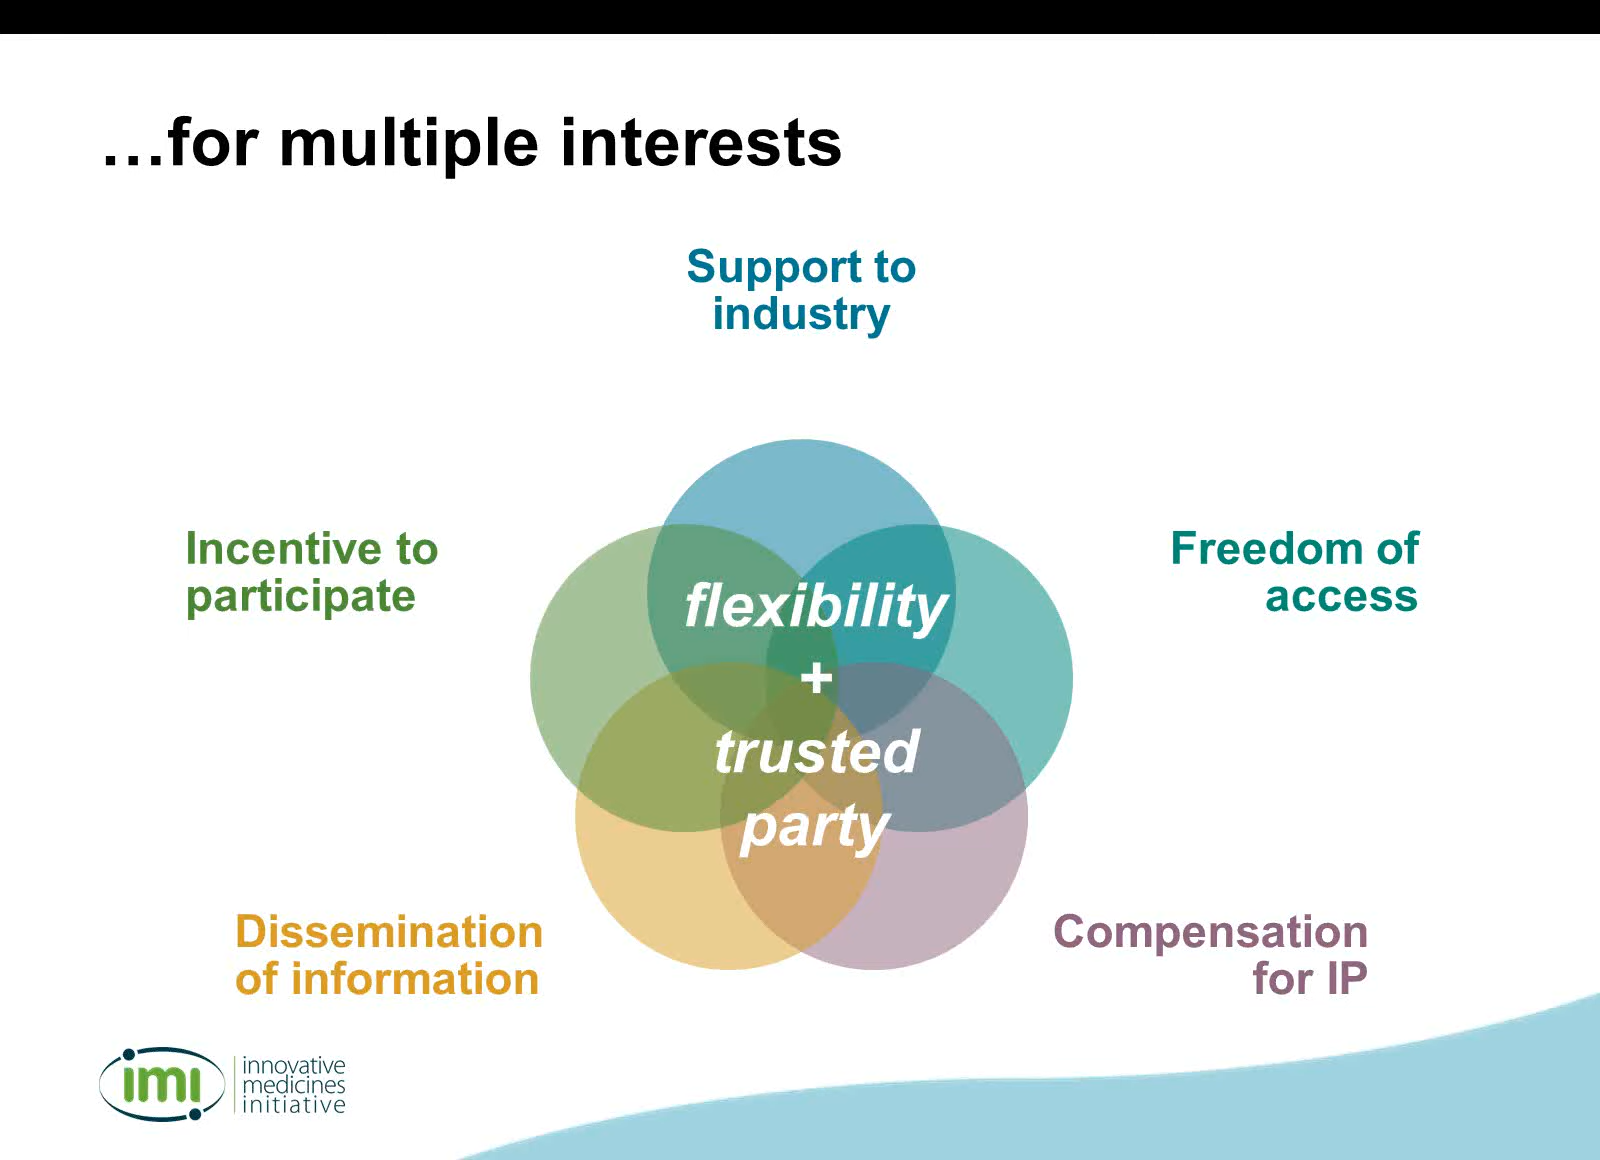 …for multiple interests
Support to
industry
Incentive to
participate
Freedom of
access
flexibility
+
trusted
party
Dissemination
of information
Compensation
for IP
imi
innovative
medicines
initiative